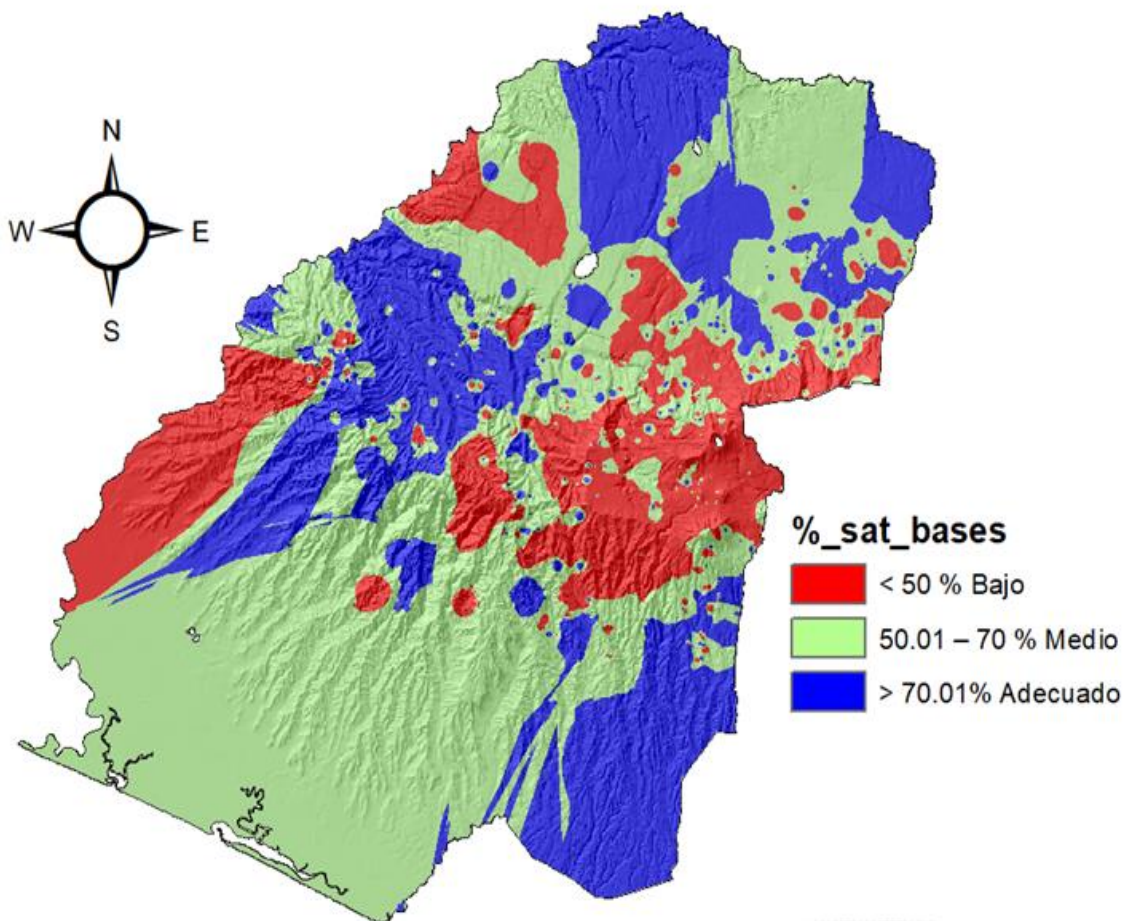 N
W E
S
%_sat_bases
< 50 % Bajo
50.01 – 70 % Medio
> 70.01% Adecuado